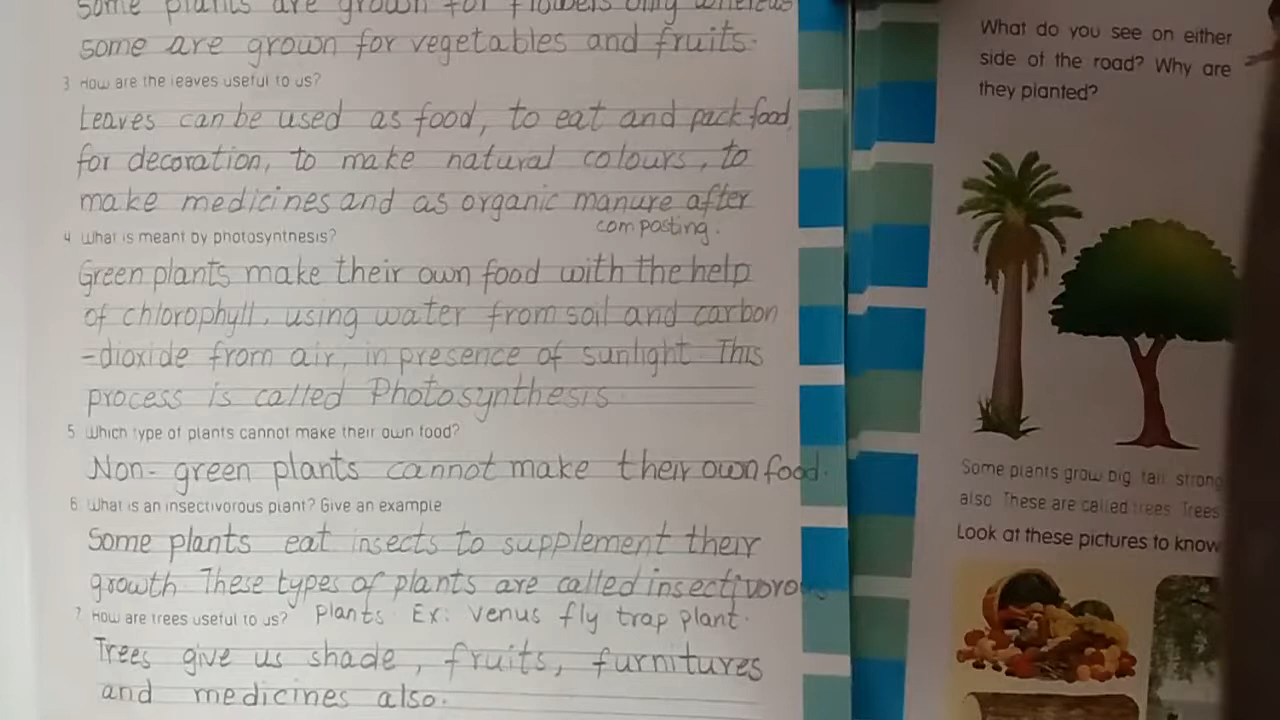 some plants are grown for flowers only whereas
some are grown for vegetables and fruits.
3 How are the leaves useful to us?
Leaves can be used as food, to eat and pack food,
for decoration, to make natural colours, to
make medicines and as organic manure after
composting.
4 What is meant by photosynthesis?
Green plants make their own food with the help
of chlorophyll, using water from soil and carbon
-dioxide from air, in presence of sunlight. This
process is called Photosynthesis.
5 Which type of plants cannot make their own food?
Non-green plants cannot make their own food.
6 What is an insectivorous plant? Give an example
Some plants eat insects to supplement their
growth. These types of plants are called insectivorous
plants. Ex: Venus fly trap plant.
7 How are trees useful to us?
Trees give us shade, fruits, furnitures
and medicines also.
What do you see on either
side of the road? Why are
they planted?
Some plants grow big, tall, strong
also. These are called trees. Trees
Look at these pictures to know